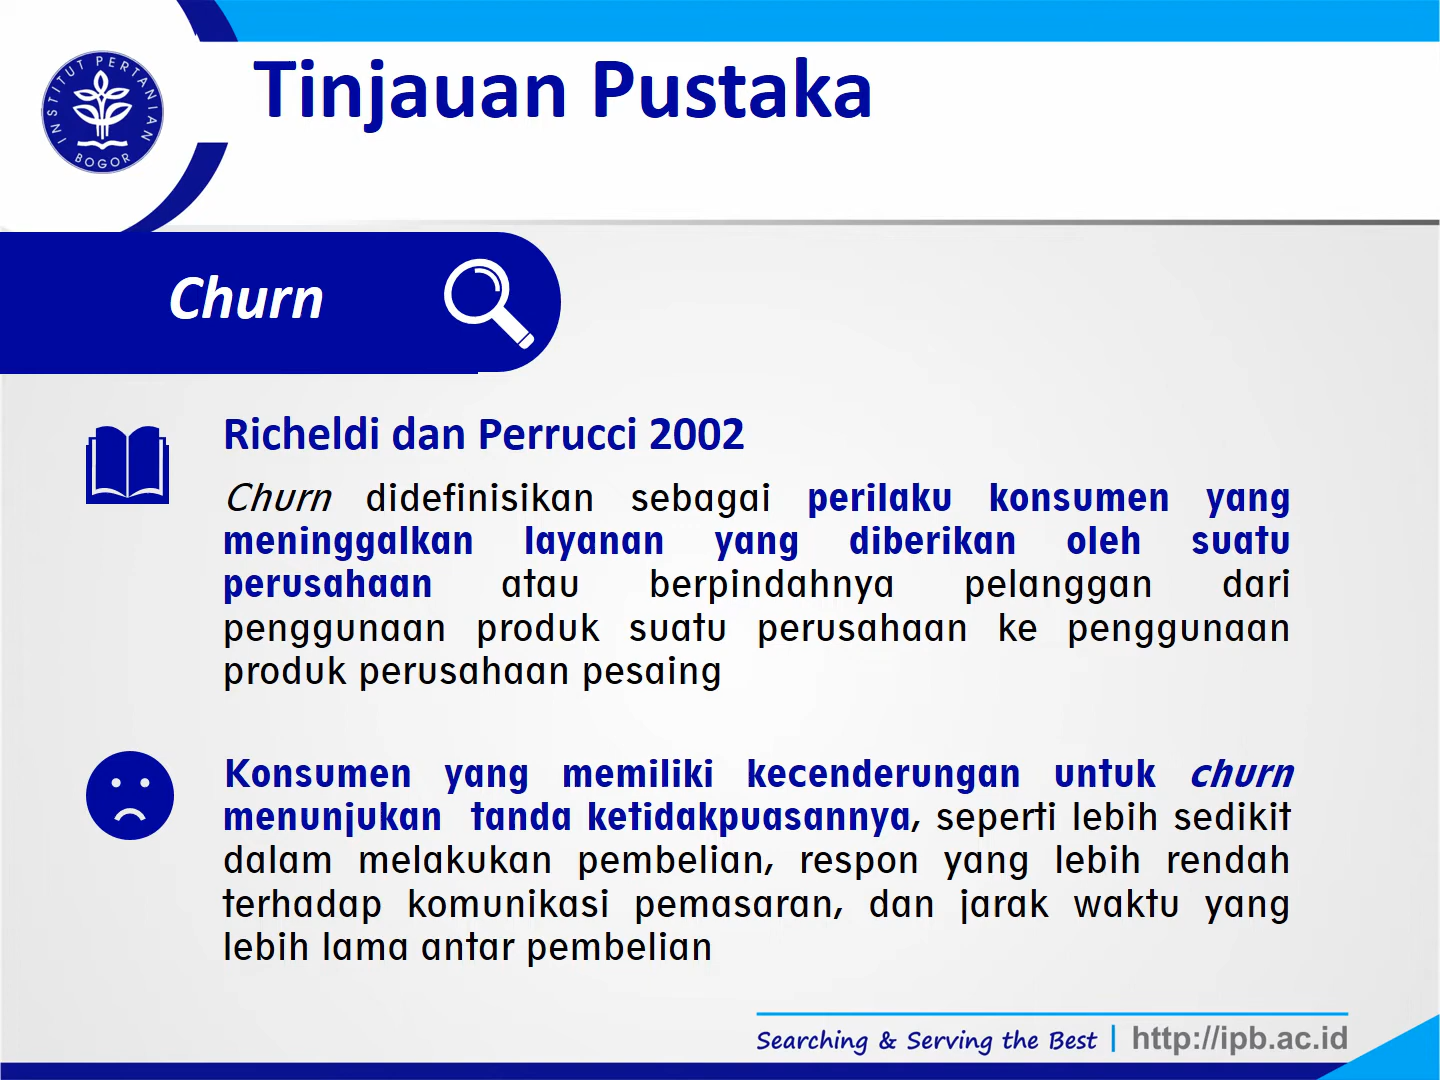 INSTITUT PERTANIAN
BOGOR
Tinjauan Pustaka
Churn
Richeldi dan Perrucci 2002
Churn didefinisikan sebagai perilaku konsumen yang
meninggalkan layanan yang diberikan oleh suatu
perusahaan atau berpindahnya pelanggan dari
penggunaan produk suatu perusahaan ke penggunaan
produk perusahaan pesaing
Konsumen yang memiliki kecenderungan untuk churn
menunjukan tanda ketidakpuasannya, seperti lebih sedikit
dalam melakukan pembelian, respon yang lebih rendah
terhadap komunikasi pemasaran, dan jarak waktu yang
lebih lama antar pembelian
Searching & Serving the Best | http://ipb.ac.id